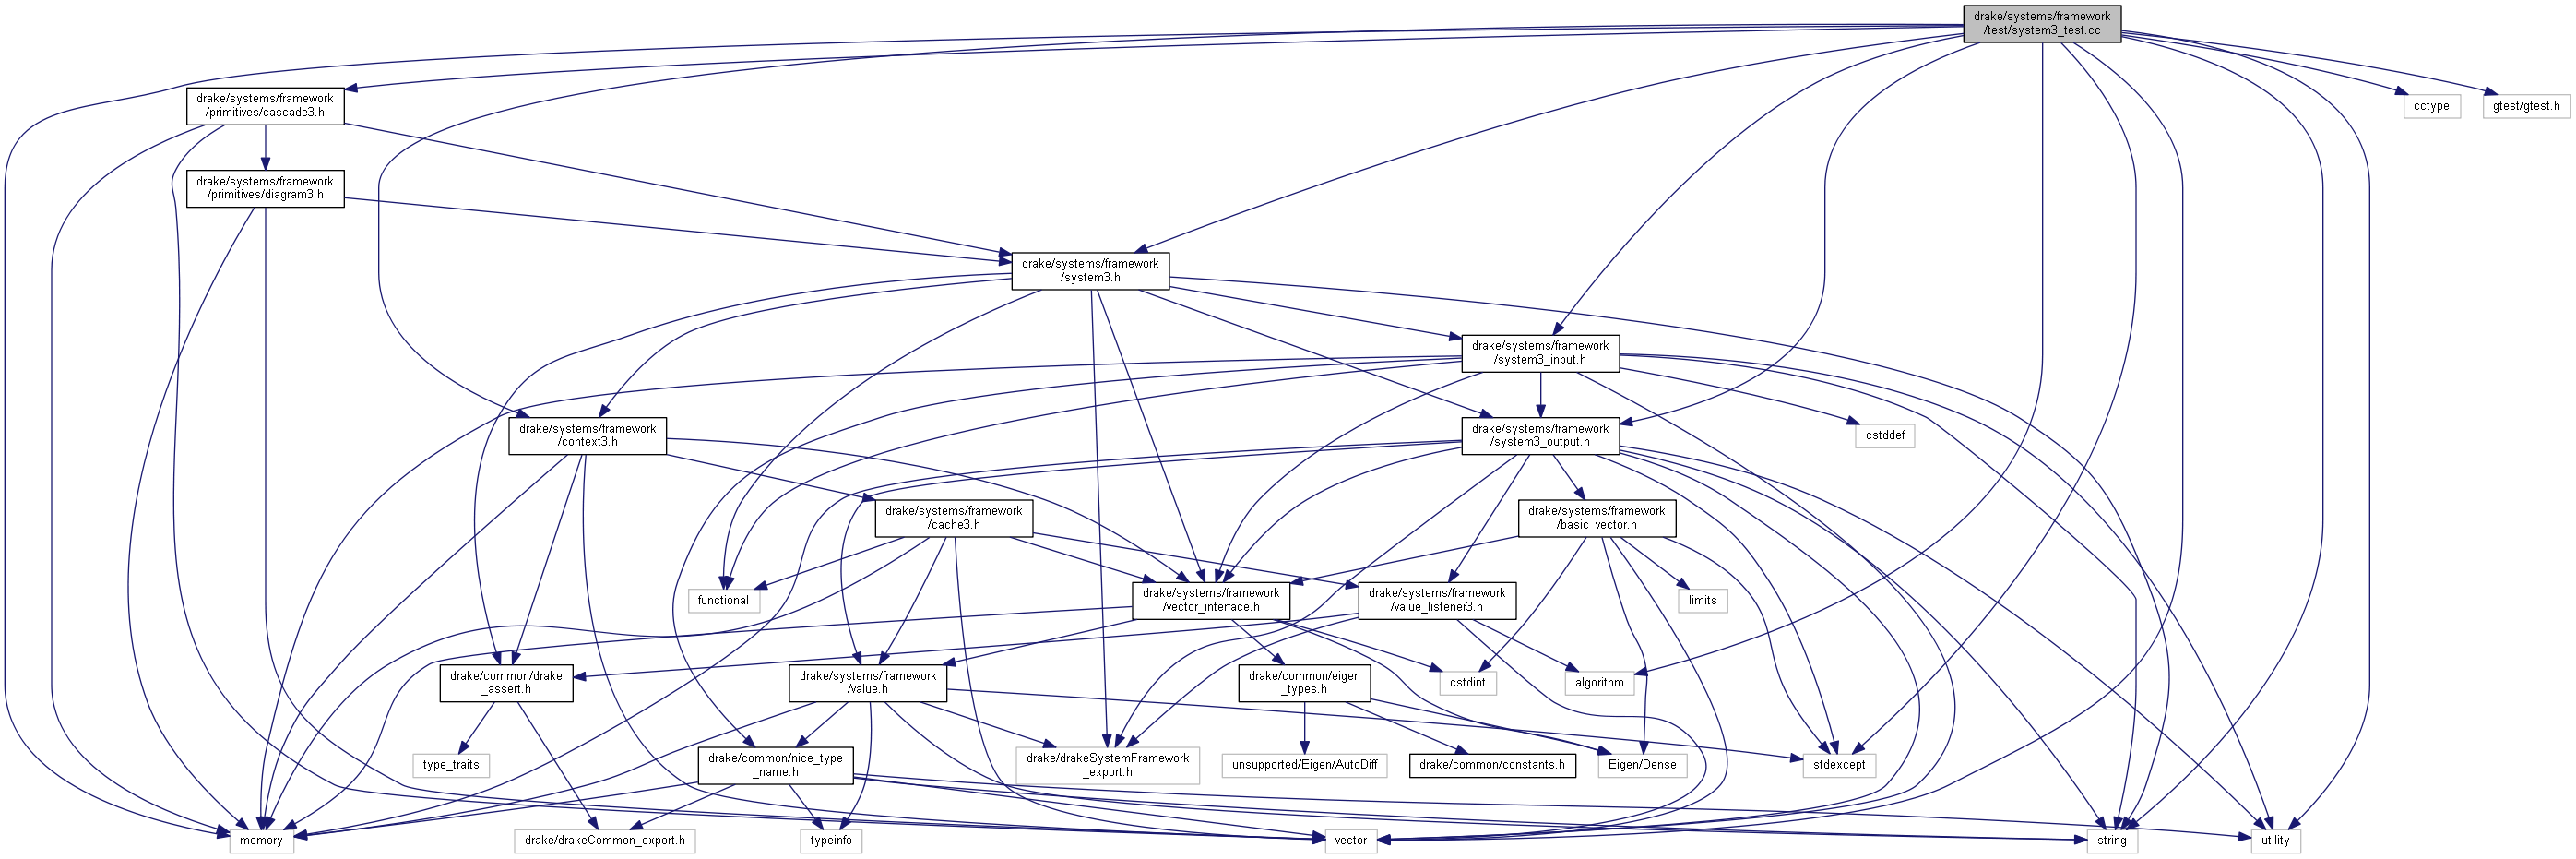 drake/systems/framework
/test/system3_test.cc
drake/systems/framework
/primitives/cascade3.h
cctype
gtest/gtest.h
drake/systems/framework
/primitives/diagram3.h
drake/systems/framework
/system3.h
drake/systems/framework
/system3_input.h
drake/systems/framework
/context3.h
drake/systems/framework
/system3_output.h
cstddef
drake/systems/framework
/cache3.h
drake/systems/framework
/basic_vector.h
functional
drake/systems/framework
/vector_interface.h
drake/systems/framework
/value_listener3.h
limits
drake/common/drake
_assert.h
drake/systems/framework
/value.h
drake/common/eigen
_types.h
cstdint
algorithm
type_traits
drake/common/nice_type
_name.h
drake/drakeSystemFramework
_export.h
unsupported/Eigen/AutoDiff
drake/common/constants.h
Eigen/Dense
stdexcept
memory
drake/drakeCommon_export.h
typeinfo
vector
string
utility